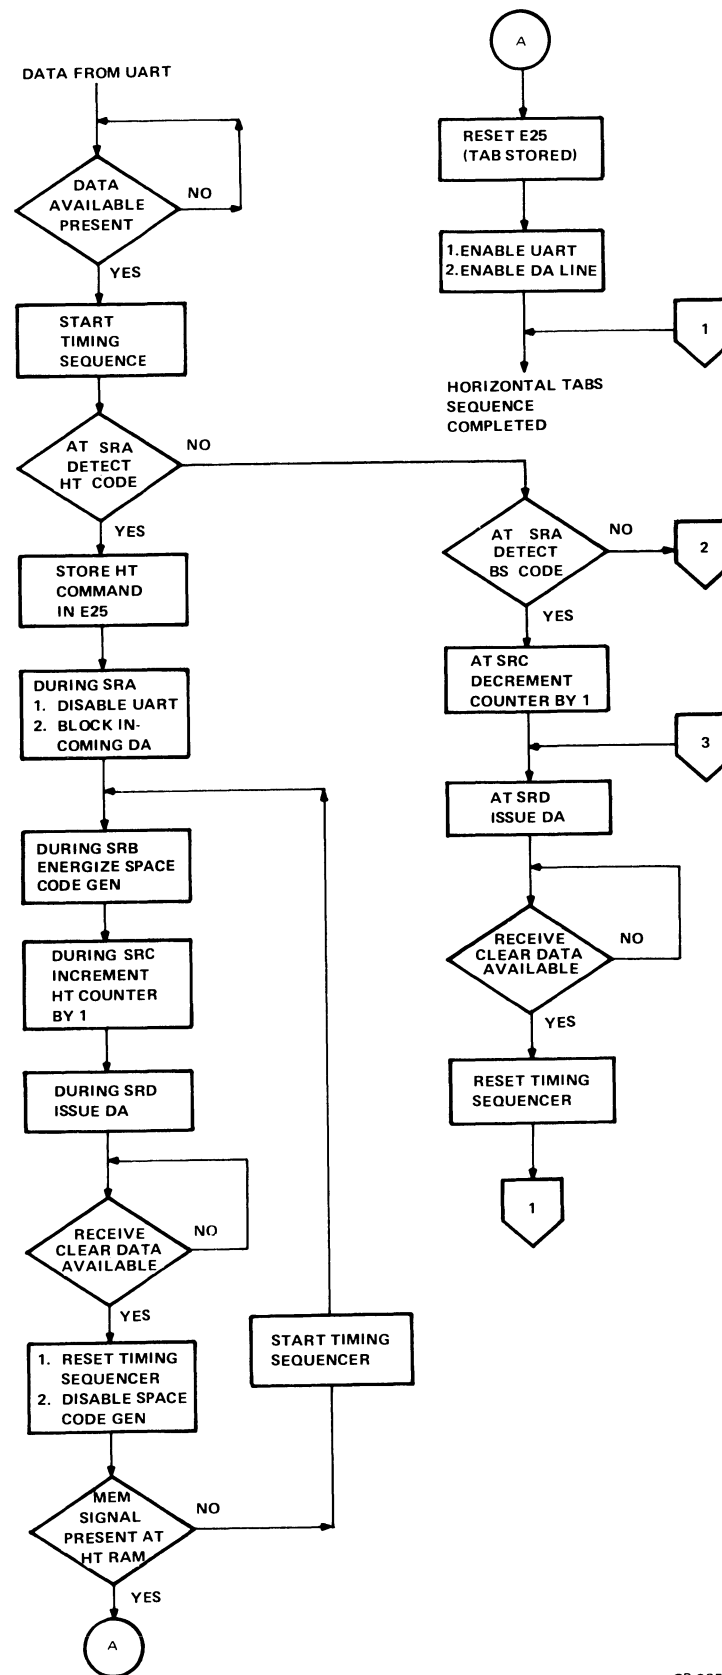 DATA FROM UART
DATA
AVAILABLE
PRESENT
NO
YES
START
TIMING
SEQUENCE
AT SRA
DETECT
HT CODE
NO
YES
STORE HT
COMMAND
IN E25
DURING SRA
1. DISABLE UART
2. BLOCK IN-
COMING DA
DURING SRB
ENERGIZE SPACE
CODE GEN
DURING SRC
INCREMENT
HT COUNTER
BY 1
DURING SRD
ISSUE DA
RECEIVE
CLEAR DATA
AVAILABLE
NO
YES
1. RESET TIMING
SEQUENCER
2. DISABLE SPACE
CODE GEN
START TIMING
SEQUENCER
MEM
SIGNAL
PRESENT AT
HT RAM
NO
YES
A
A
RESET E25
(TAB STORED)
1. ENABLE UART
2. ENABLE DA LINE
1
HORIZONTAL TABS
SEQUENCE
COMPLETED
AT SRA
DETECT
BS CODE
NO
2
YES
AT SRC
DECREMENT
COUNTER BY 1
3
AT SRD
ISSUE DA
RECEIVE
CLEAR DATA
AVAILABLE
NO
YES
RESET TIMING
SEQUENCER
1